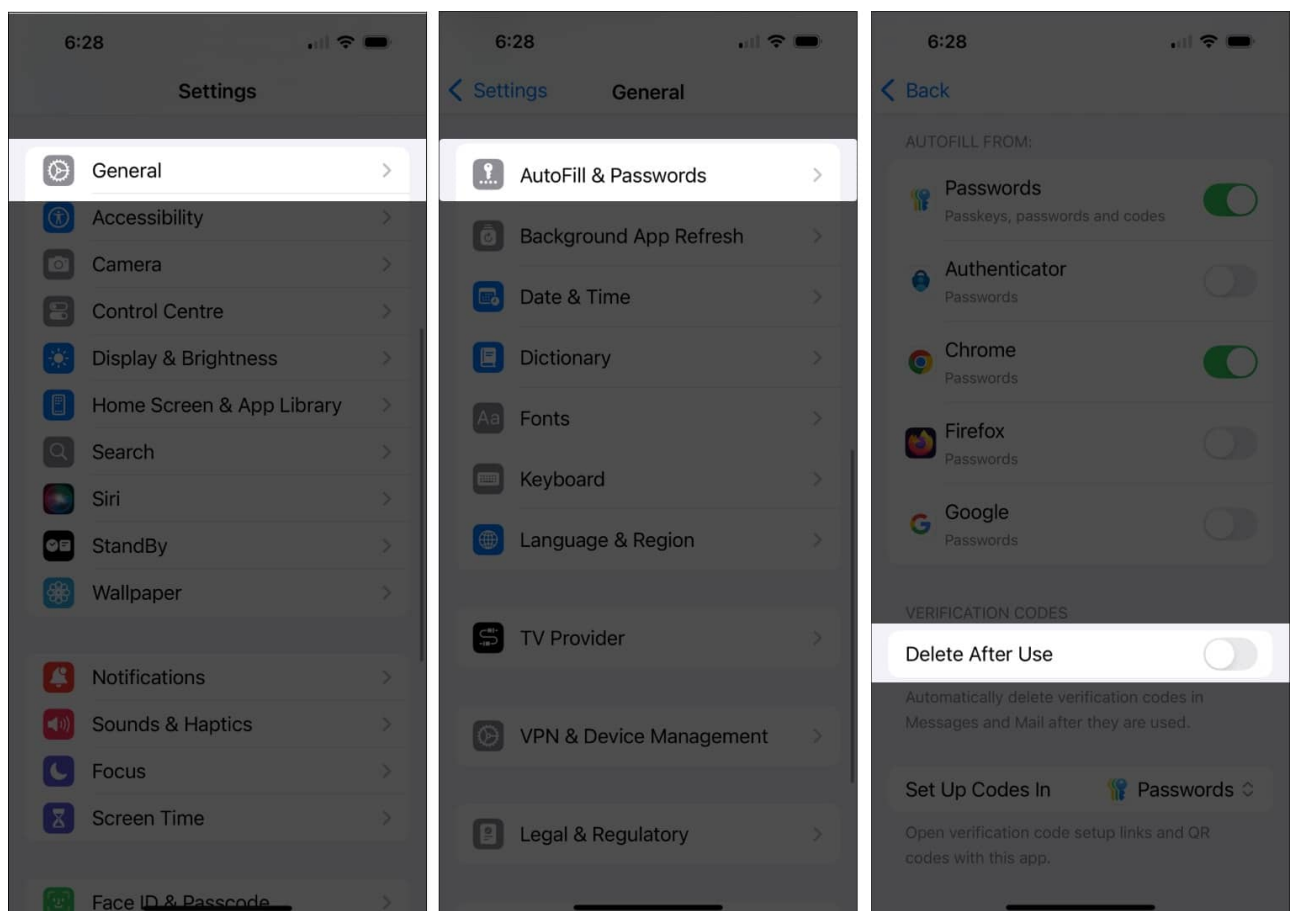 6:28
Settings
General
Accessibility
Camera
Control Centre
Display & Brightness
Home Screen & App Library
Search
Siri
StandBy
Wallpaper
Notifications
Sounds & Haptics
Focus
Screen Time
Face ID & Passcode
6:28
Settings
General
AutoFill & Passwords
Background App Refresh
Date & Time
Dictionary
Aa
Fonts
Keyboard
Language & Region
TV Provider
VPN & Device Management
Legal & Regulatory
6:28
Back
AUTOFILL FROM:
Passwords
Passkeys, passwords and codes
Authenticator
Passwords
Chrome
Passwords
Firefox
Passwords
Google
Passwords
VERIFICATION CODES
Delete After Use
Automatically delete verification codes in
Messages and Mail after they are used.
Set Up Codes In Passwords
Open verification code setup links and QR
codes with this app.